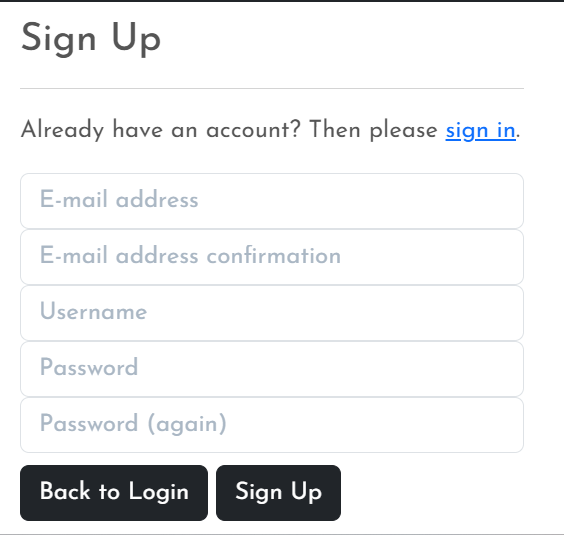 Sign Up
Already have an account? Then please sign in.
E-mail address
E-mail address confirmation
Username
Password
Password (again)
Back to Login Sign Up